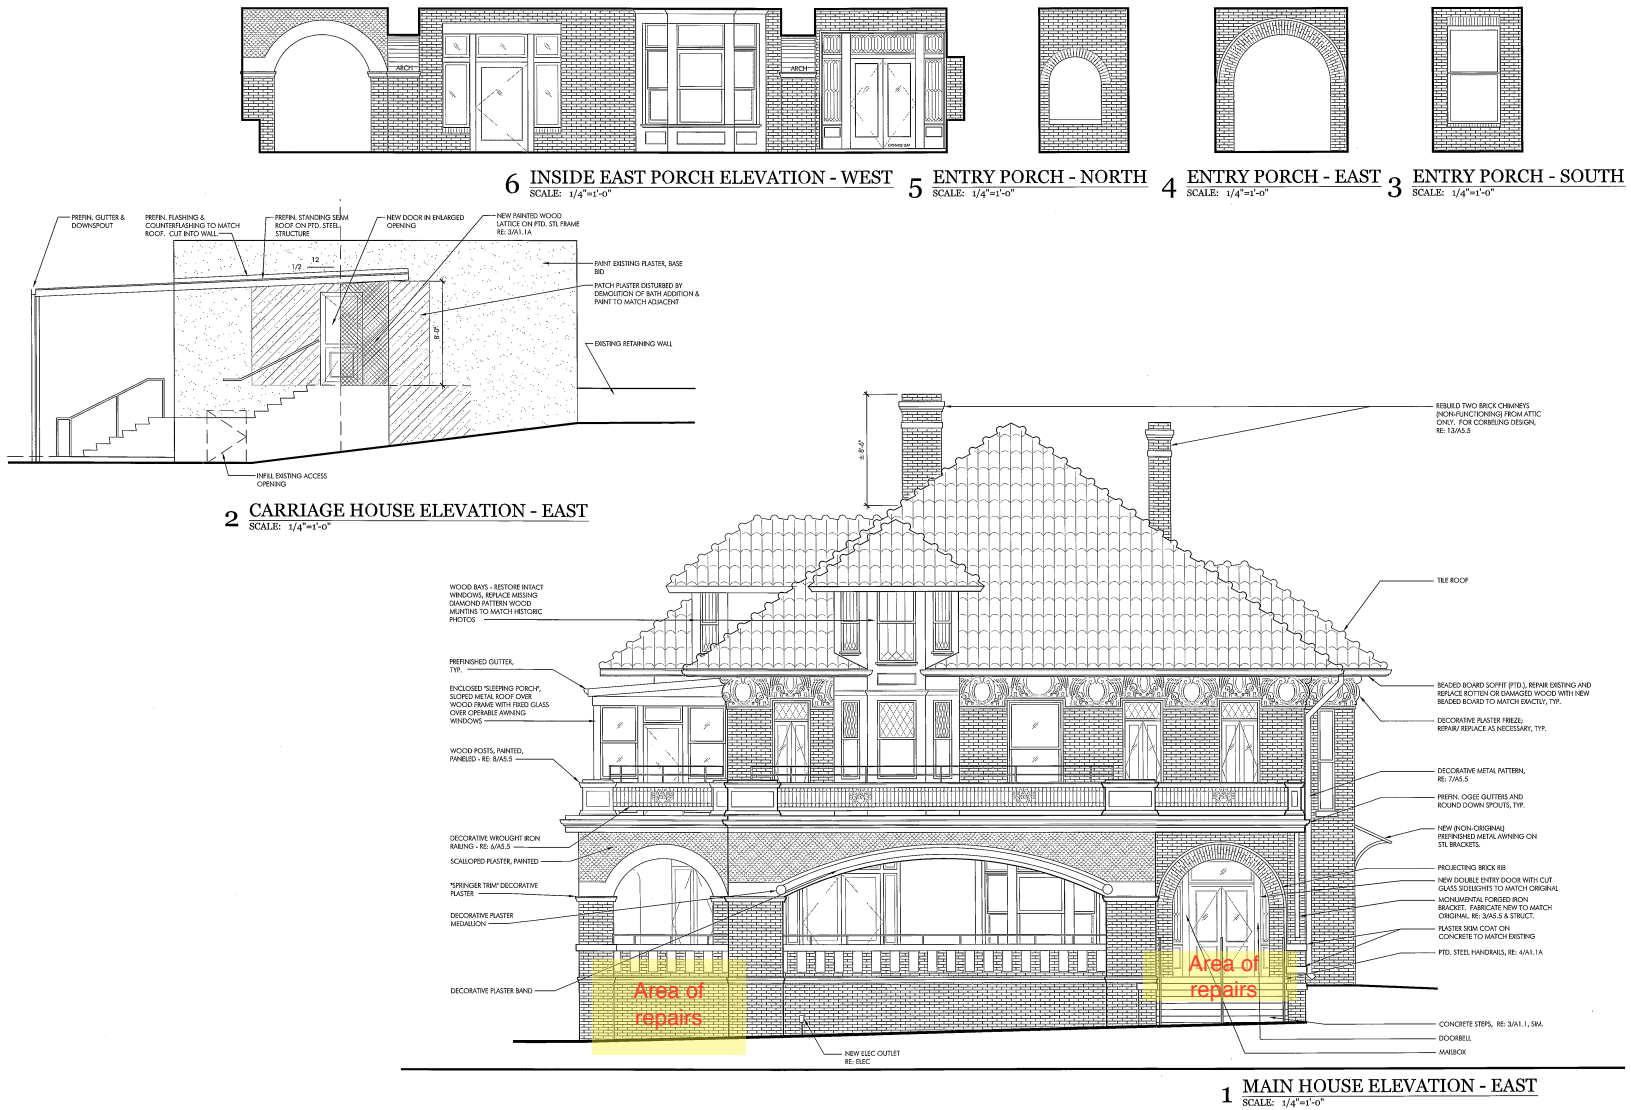 ARCH
ARCH
OPERABLE LEAF
6 INSIDE EAST PORCH ELEVATION - WEST
SCALE: 1/4"=1'-0"
5 ENTRY PORCH - NORTH
SCALE: 1/4"=1'-0"
4 ENTRY PORCH - EAST
SCALE: 1/4"=1'-0"
3 ENTRY PORCH - SOUTH
SCALE: 1/4"=1'-0"
PREFIN. GUTTER &
DOWNSPOUT
PREFIN. FLASHING &
COUNTERFLASHING TO MATCH
ROOF. CUT INTO WALL.
PREFIN. STANDING SEAM
ROOF ON PTD. STEEL
STRUCTURE
NEW DOOR IN ENLARGED
OPENING
NEW PAINTED WOOD
LATTICE ON PTD. STL FRAME
RE: 3/A1.1A
12
1/2
PAINT EXISTING PLASTER, BASE
BID
PATCH PLASTER DISTURBED BY
DEMOLITION OF BATH ADDITION &
PAINT TO MATCH ADJACENT
8'-0"
EXISTING RETAINING WALL
INFILL EXISTING ACCESS
OPENING
2 CARRIAGE HOUSE ELEVATION - EAST
SCALE: 1/4"=1'-0"
± 8'-6"
REBUILD TWO BRICK CHIMNEYS
(NON-FUNCTIONING) FROM ATTIC
ONLY. FOR CORBELING DESIGN,
RE: 13/A5.5
WOOD BAYS - RESTORE INTACT
WINDOWS, REPLACE MISSING
DIAMOND PATTERN WOOD
MUNTINS TO MATCH HISTORIC
PHOTOS
TILE ROOF
PREFINISHED GUTTER,
TYP.
ENCLOSED "SLEEPING PORCH",
SLOPED METAL ROOF OVER
WOOD FRAME WITH FIXED GLASS
OVER OPERABLE AWNING
WINDOWS
WOOD POSTS, PAINTED,
PANELED - RE: 8/A5.5
DECORATIVE WROUGHT IRON
RAILING - RE: 6/A5.5
SCALLOPED PLASTER, PAINTED
"SPRINGER TRIM" DECORATIVE
PLASTER
DECORATIVE PLASTER
MEDALLION
DECORATIVE PLASTER BAND
BEADED BOARD SOFFIT (PTD.), REPAIR EXISTING AND
REPLACE ROTTEN OR DAMAGED WOOD WITH NEW
BEADED BOARD TO MATCH EXACTLY, TYP.
DECORATIVE PLASTER FRIEZE;
REPAIR/ REPLACE AS NECESSARY, TYP.
DECORATIVE METAL PATTERN,
RE: 7/A5.5
PREFIN. OGEE GUTTERS AND
ROUND DOWN SPOUTS, TYP.
NEW (NON-ORIGINAL)
PREFINISHED METAL AWNING ON
STL BRACKETS.
PROJECTING BRICK RIB
NEW DOUBLE ENTRY DOOR WITH CUT
GLASS SIDELIGHTS TO MATCH ORIGINAL
MONUMENTAL FORGED IRON
BRACKET. FABRICATE NEW TO MATCH
ORIGINAL. RE: 3/A5.5 & STRUCT.
PLASTER SKIM COAT ON
CONCRETE TO MATCH EXISTING
PTD. STEEL HANDRAILS, RE: 4/A1.1A
Area of
repairs
Area of
repairs
CONCRETE STEPS, RE: 3/A1.1, SIM.
DOORBELL
MAILBOX
NEW ELEC OUTLET
RE: ELEC
1 MAIN HOUSE ELEVATION - EAST
SCALE: 1/4"=1'-0"